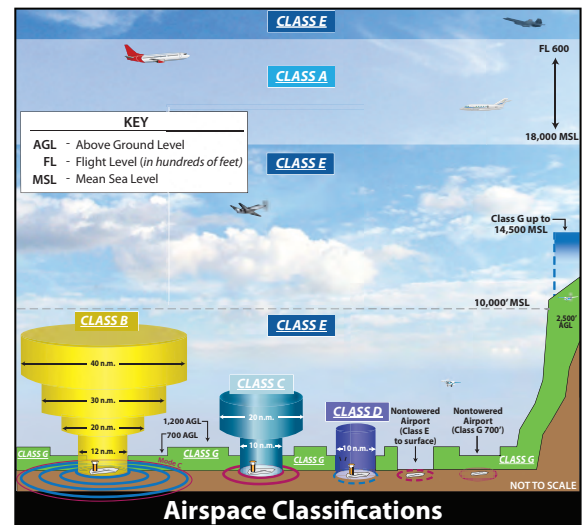 CLASS E
FL 600
CLASS A
18,000 MSL
KEY
AGL - Above Ground Level
FL - Flight Level (in hundreds of feet)
MSL - Mean Sea Level
CLASS E
Class G up to
14,500 MSL
10,000' MSL
2,500'
AGL
CLASS B
CLASS E
40 n.m.
30 n.m.
20 n.m.
12 n.m.
CLASS C
20 n.m.
10 n.m.
CLASS D
10 n.m.
1,200 AGL
700 AGL
Mode C
Nontowered
Airport
(Class E
to surface)
Nontowered
Airport
(Class G 700')
CLASS G
CLASS G
CLASS G
CLASS G
NOT TO SCALE
Airspace Classifications